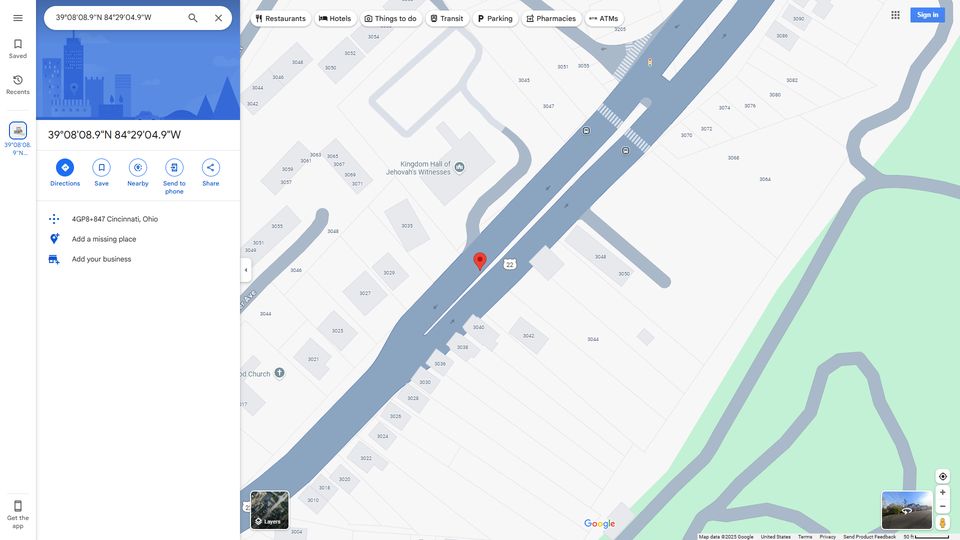 39°08'08.9"N 84°29'04.9"W
Restaurants
Hotels
Things to do
Transit
Parking
Pharmacies
ATMs
Sign in
Saved
Recents
39°08'08.
9"N...
Get the
app
39°08'08.9"N 84°29'04.9"W
Directions
Save
Nearby
Send to
phone
Share
4GP8+847 Cincinnati, Ohio
Add a missing place
Add your business
3052
3054
3048
3050
3046
3044
3042
3205
3090
3086
3051
3055
3045
3047
3082
3080
3076
3074
3072
3070
3068
3064
Kingdom Hall of
Jehovah's Witnesses
3061
3063
3065
3067
3059
3069
3057
3071
3055
3048
3035
3051
3049
3046
3029
3027
3044
3025
3021
od Church
22
3048
3050
3040
3042
3044
3038
3036
3030
3028
3026
3024
3022
3020
3018
3010
3004
Layers
Google
Map data ©2025 Google
United States
Terms
Privacy
Send Product Feedback
50 ft